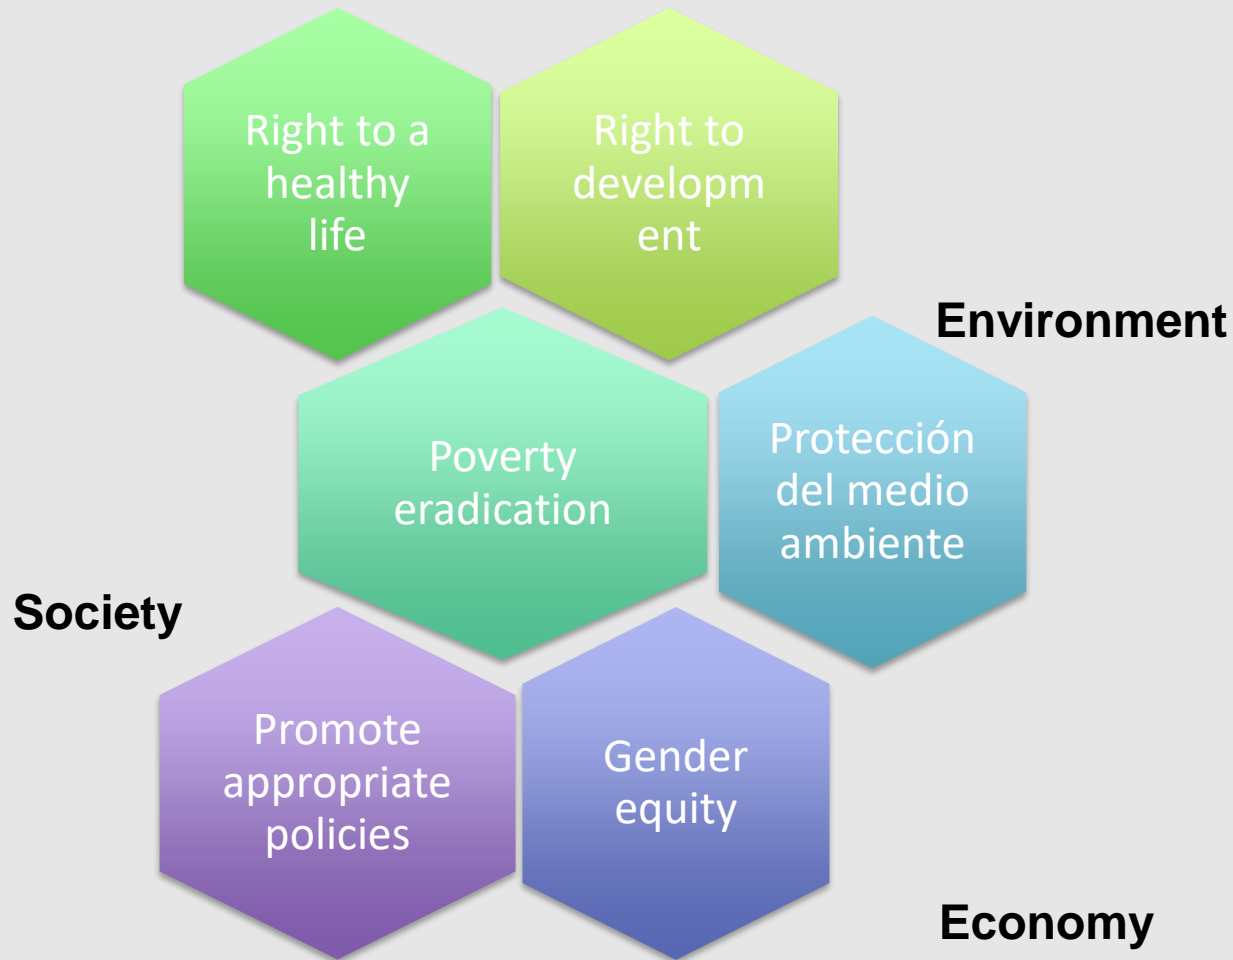 Right to a
healthy
life
Right to
developm
ent
Environment
Poverty
eradication
Protección
del medio
ambiente
Society
Promote
appropriate
policies
Gender
equity
Economy